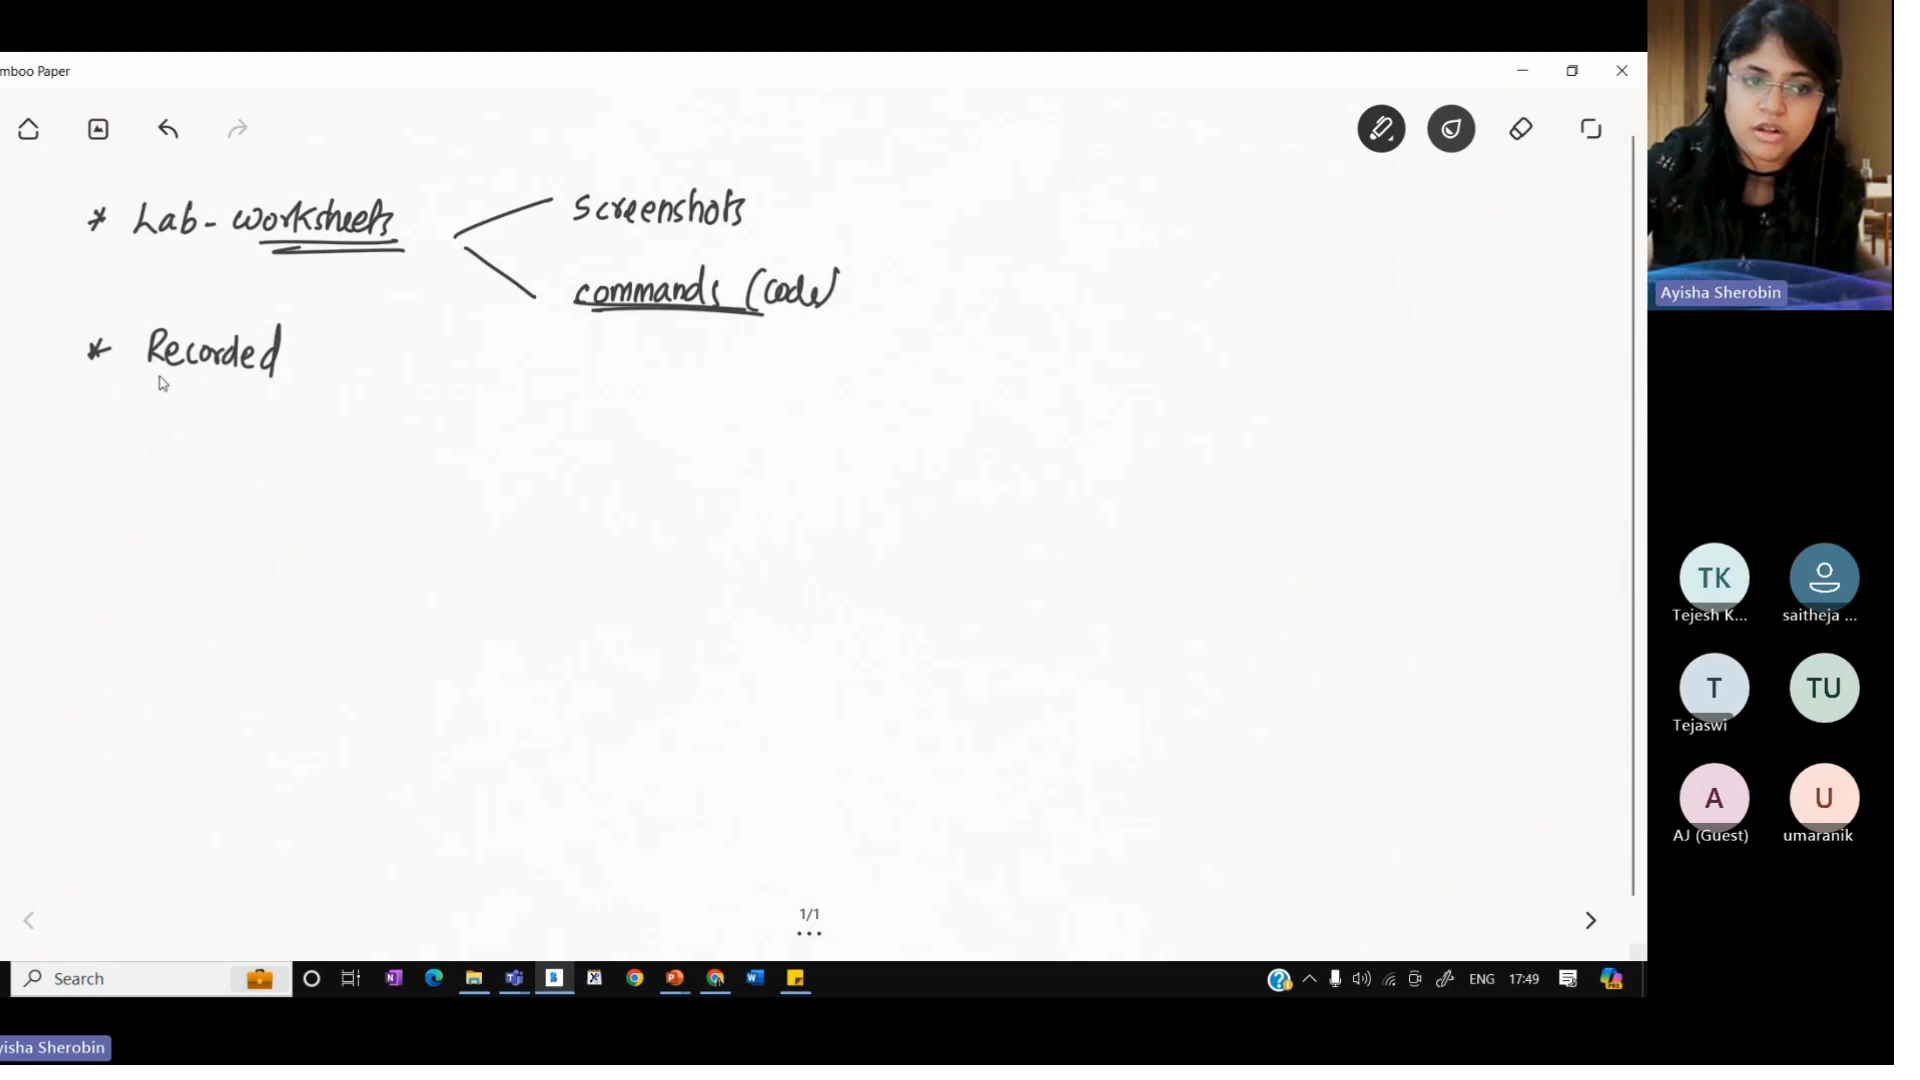 mboo Paper
* Lab - worksheets
screenshots
commands (code)
* Recorded
1/1
Search
ENG
17:49
Ayisha Sherobin
Tejesh K...
saitheja ...
TK
T
TU
Tejaswi
A
U
AJ (Guest)
umaranik
yisha Sherobin